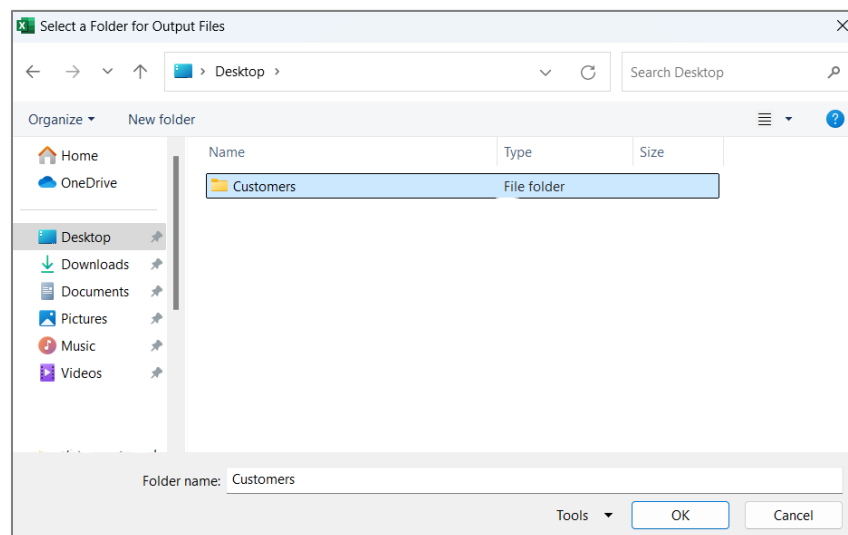 Select a Folder for Output Files
Desktop
Search Desktop
Organize
New folder
Home
OneDrive
Desktop
Downloads
Documents
Pictures
Music
Videos
Name Type Size
Customers File folder
Folder name: Customers
Tools OK Cancel